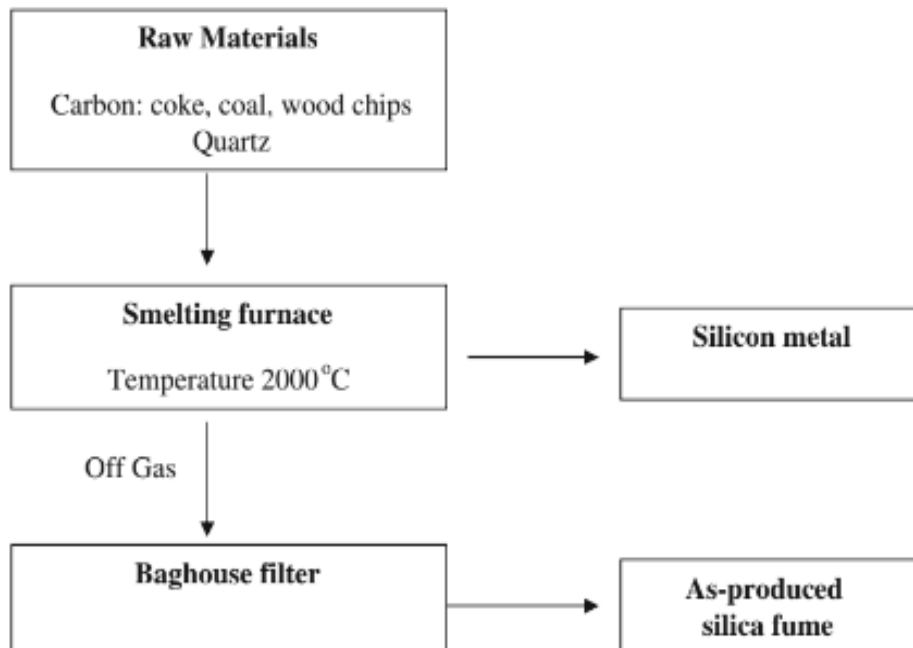 Raw Materials
Carbon: coke, coal, wood chips
Quartz
Smelting furnace
Temperature 2000°C
Silicon metal
Off Gas
Baghouse filter
As-produced
silica fume